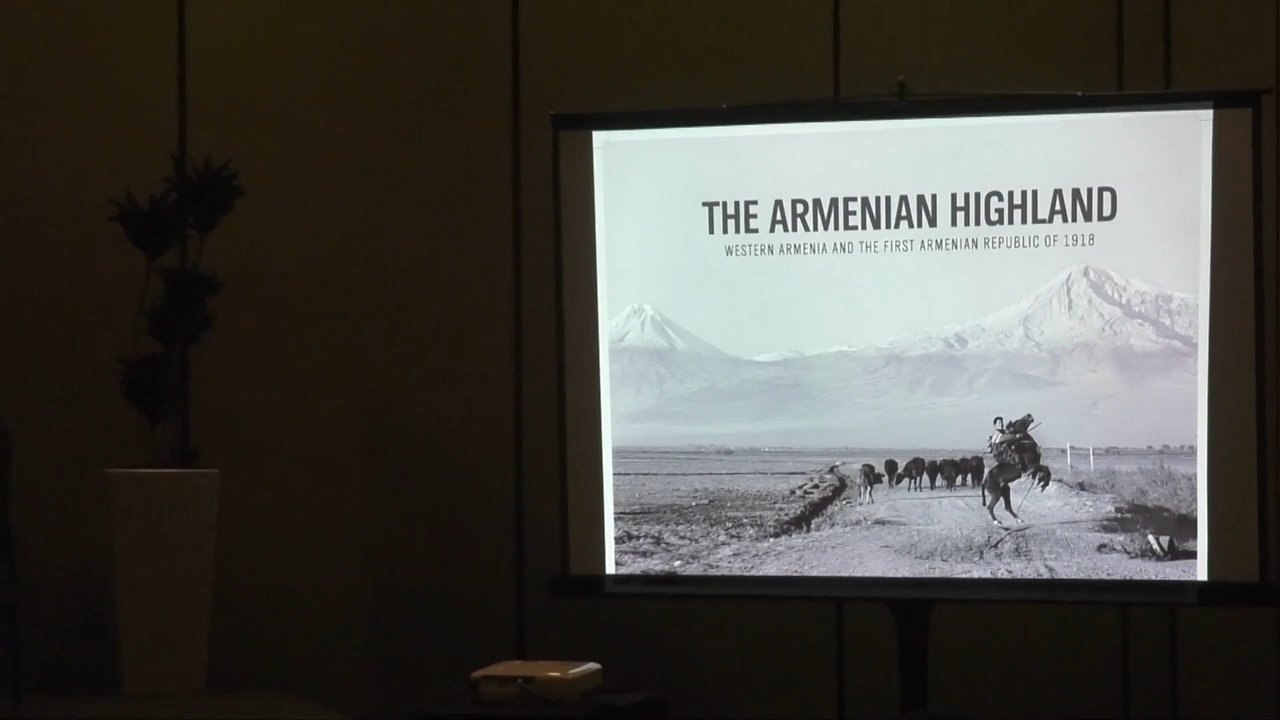 THE ARMENIAN HIGHLAND
WESTERN ARMENIA AND THE FIRST ARMENIAN REPUBLIC OF 1918